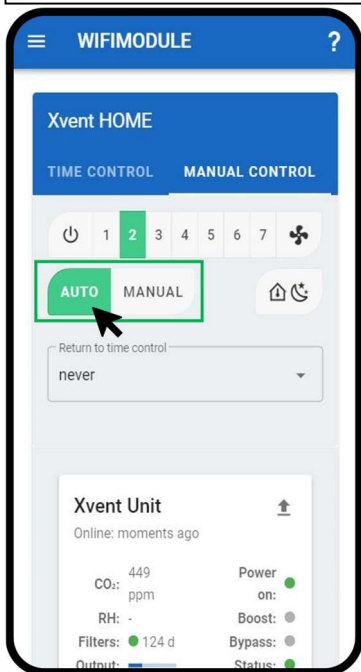 WIFIMODULE ?
Xvent HOME
TIME CONTROL MANUAL CONTROL
1 2 3 4 5 6 7
AUTO MANUAL
Return to time control
never
Xvent Unit
Online: moments ago
CO₂: 449 ppm Power on:
RH: - Boost:
Filters: 124 d Bypass:
Output: Status: